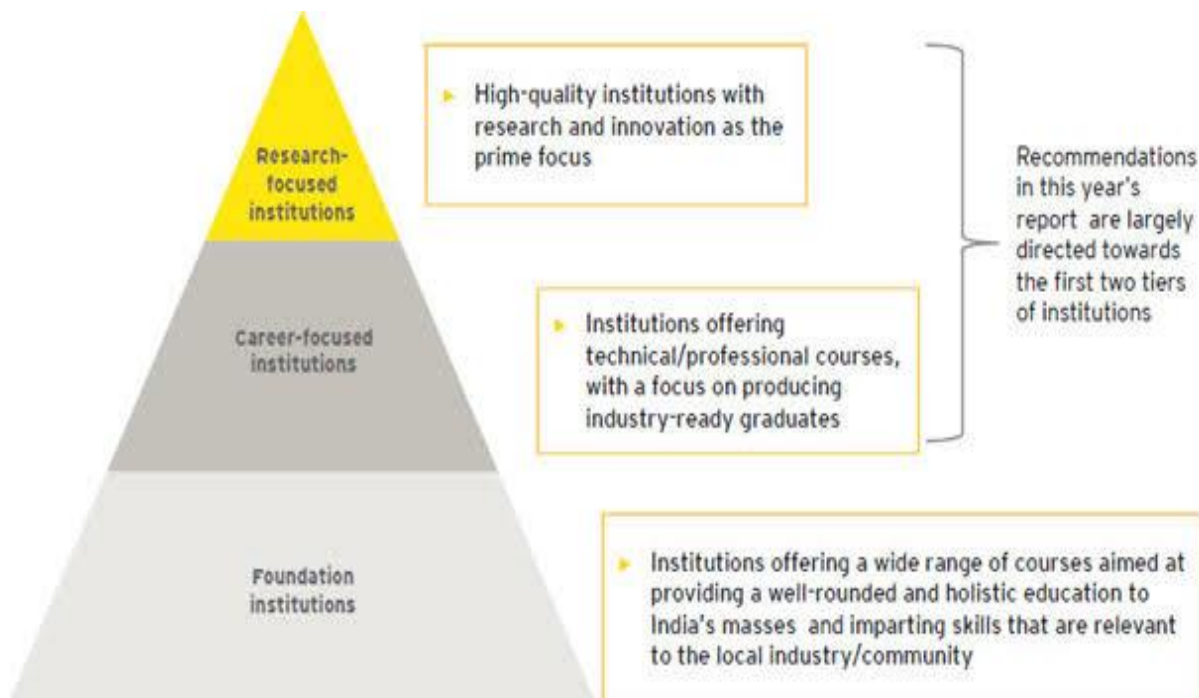 Research-
focused
institutions
High-quality institutions with
research and innovation as the
prime focus
Recommendations
in this year's
report are largely
directed towards
the first two tiers
of institutions
Career-focused
institutions
Institutions offering
technical/professional courses,
with a focus on producing
industry-ready graduates
Foundation
institutions
Institutions offering a wide range of courses aimed at
providing a well-rounded and holistic education to
India's masses and imparting skills that are relevant
to the local industry/community